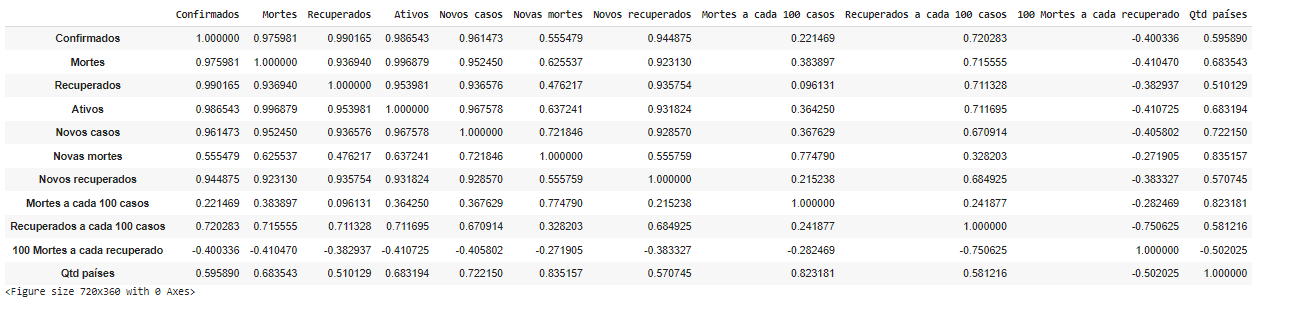 Confirmados Mortes Recuperados Ativos Novos casos Novas mortes Novos recuperados Mortes a cada 100 casos Recuperados a cada 100 casos 100 Mortes a cada recuperado Qtd países
Confirmados 1.000000 0.975981 0.990165 0.986543 0.961473 0.555479 0.944875 0.221469 0.720283 -0.400336 0.595890
Mortes 0.975981 1.000000 0.936940 0.996879 0.952450 0.625537 0.923130 0.383897 0.715555 -0.410470 0.683543
Recuperados 0.990165 0.936940 1.000000 0.953981 0.936576 0.476217 0.935754 0.096131 0.711328 -0.382937 0.510129
Ativos 0.986543 0.996879 0.953981 1.000000 0.967578 0.637241 0.931824 0.364250 0.711695 -0.410725 0.683194
Novos casos 0.961473 0.952450 0.936576 0.967578 1.000000 0.721846 0.928570 0.367629 0.670914 -0.405802 0.722150
Novas mortes 0.555479 0.625537 0.476217 0.637241 0.721846 1.000000 0.555759 0.774790 0.328203 -0.271905 0.835157
Novos recuperados 0.944875 0.923130 0.935754 0.931824 0.928570 0.555759 1.000000 0.215238 0.684925 -0.383327 0.570745
Mortes a cada 100 casos 0.221469 0.383897 0.096131 0.364250 0.367629 0.774790 0.215238 1.000000 0.241877 -0.282469 0.823181
Recuperados a cada 100 casos 0.720283 0.715555 0.711328 0.711695 0.670914 0.328203 0.684925 0.241877 1.000000 -0.750625 0.581216
100 Mortes a cada recuperado -0.400336 -0.410470 -0.382937 -0.410725 -0.405802 -0.271905 -0.383327 -0.282469 -0.750625 1.000000 -0.502025
Qtd países 0.595890 0.683543 0.510129 0.683194 0.722150 0.835157 0.570745 0.823181 0.581216 -0.502025 1.000000
<Figure size 720x360 with 0 Axes>